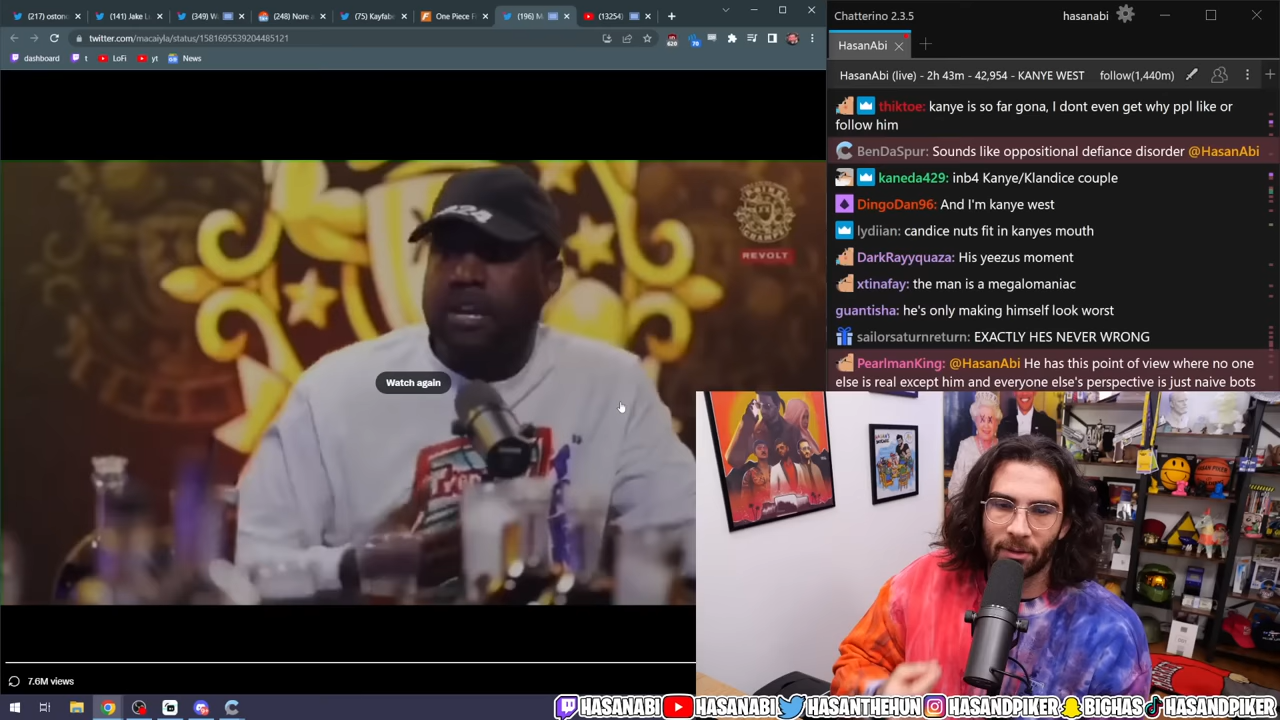 (217) ostone
(141) Jake L
(349) W
(248) Nore
(75) Kayfab
One Piece F
(196) M
(13254)
twitter.com/macaiyla/status/1581695539204485121
620
70
dashboard
t
LoFi
yt
News
REVOLT
Watch again
7.6M views
Chatterino 2.3.5
hasanabi
HasanAbi
HasanAbi (live) - 2h 43m - 42,954 - KANYE WEST
follow(1,440m)
thiktoe: kanye is so far gona, I dont even get why ppl like or
follow him
BenDaSpur: Sounds like oppositional defiance disorder @HasanAbi
kaneda429: inb4 Kanye/Klandice couple
DingoDan96: And I'm kanye west
lydiian: candice nuts fit in kanyes mouth
DarkRayyquaza: His yeezus moment
xtinafay: the man is a megalomaniac
guantisha: he's only making himself look worst
sailorsaturnreturn: EXACTLY HES NEVER WRONG
PearlmanKing: @HasanAbi He has this point of view where no one
else is real except him and everyone else's perspective is just naive bots
HASANABI HASANABI HASANTHEHUN HASANDPIKER BIGHAS HASANDPIKER